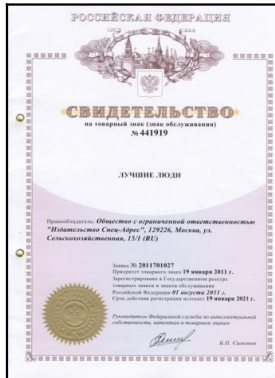 РОССИЙСКАЯ ФЕДЕРАЦИЯ
СВИДЕТЕЛЬСТВО
на товарный знак (знак обслуживания)
№ 441919
ЛУЧШИЕ ЛЮДИ
Правообладатель: Общество с ограниченной ответственностью
"Издательство Спец-Адрес", 129226, Москва, ул.
Сельскохозяйственная, 15/1 (RU)
Заявка № 2011701027
Приоритет товарного знака 19 января 2011 г.
Зарегистрировано в Государственном реестре
товарных знаков и знаков обслуживания
Российской Федерации 01 августа 2011 г.
Срок действия регистрации истекает 19 января 2021 г.
Руководитель Федеральной службы по интеллектуальной
собственности, патентам и товарным знакам
Б.П. Симонов